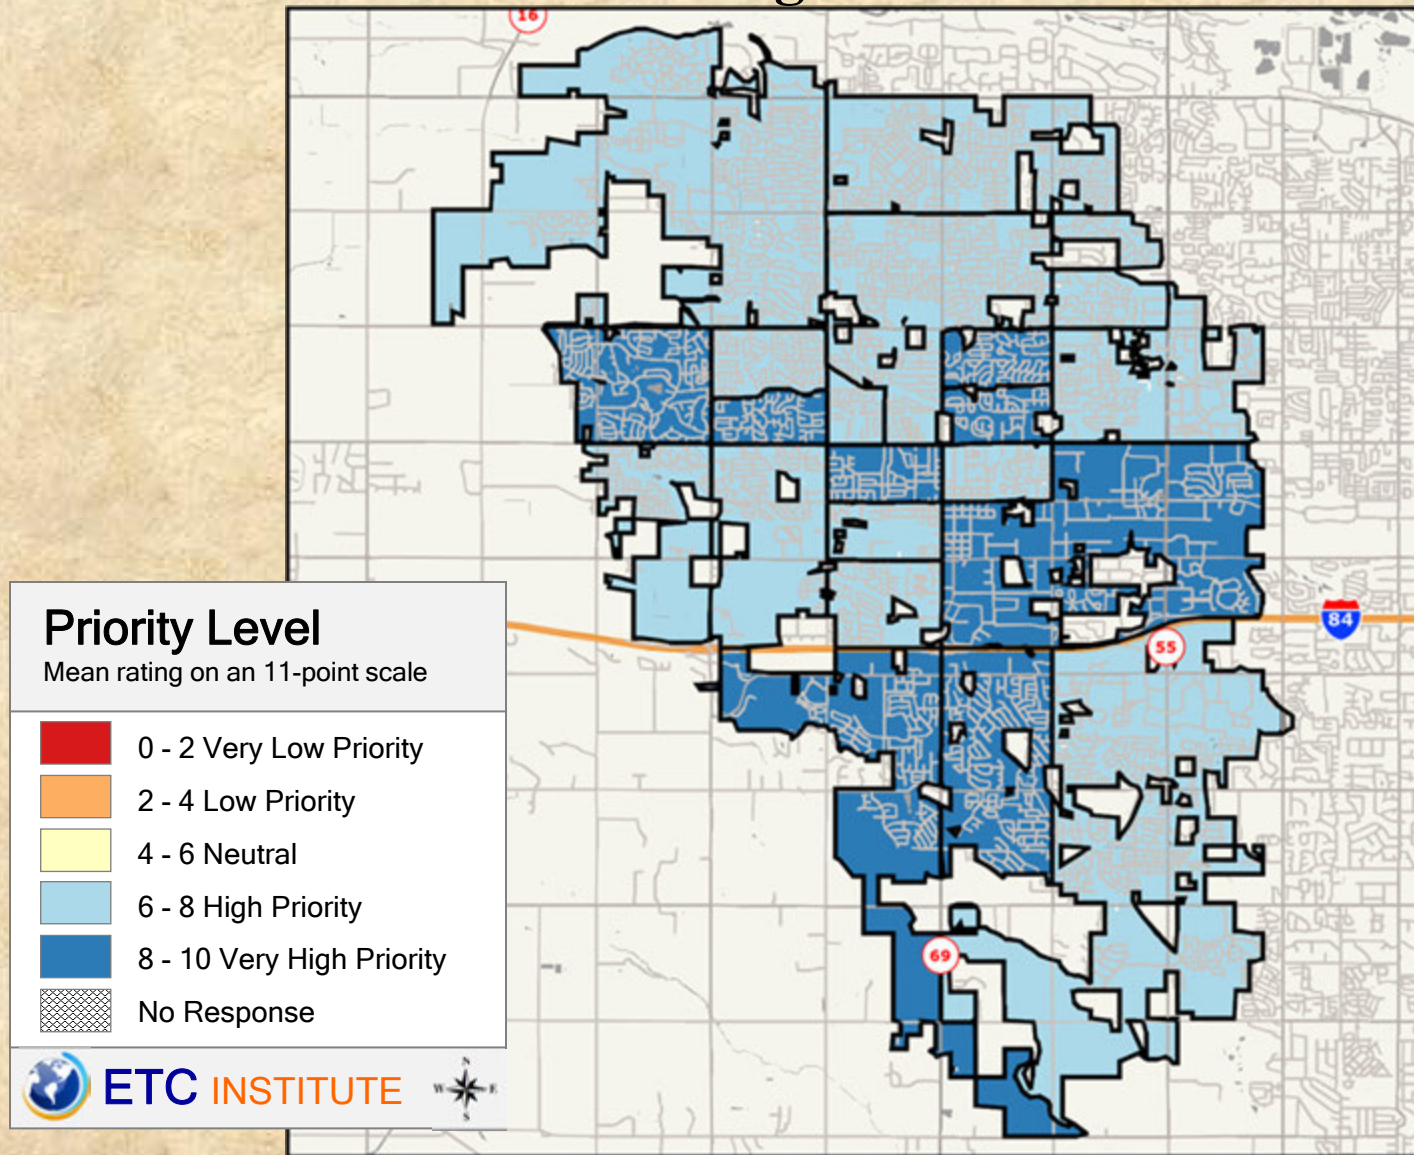 16
84
55
69
Priority Level
Mean rating on an 11-point scale
0 - 2 Very Low Priority
2 - 4 Low Priority
4 - 6 Neutral
6 - 8 High Priority
8 - 10 Very High Priority
No Response
ETC INSTITUTE
N
W E
S